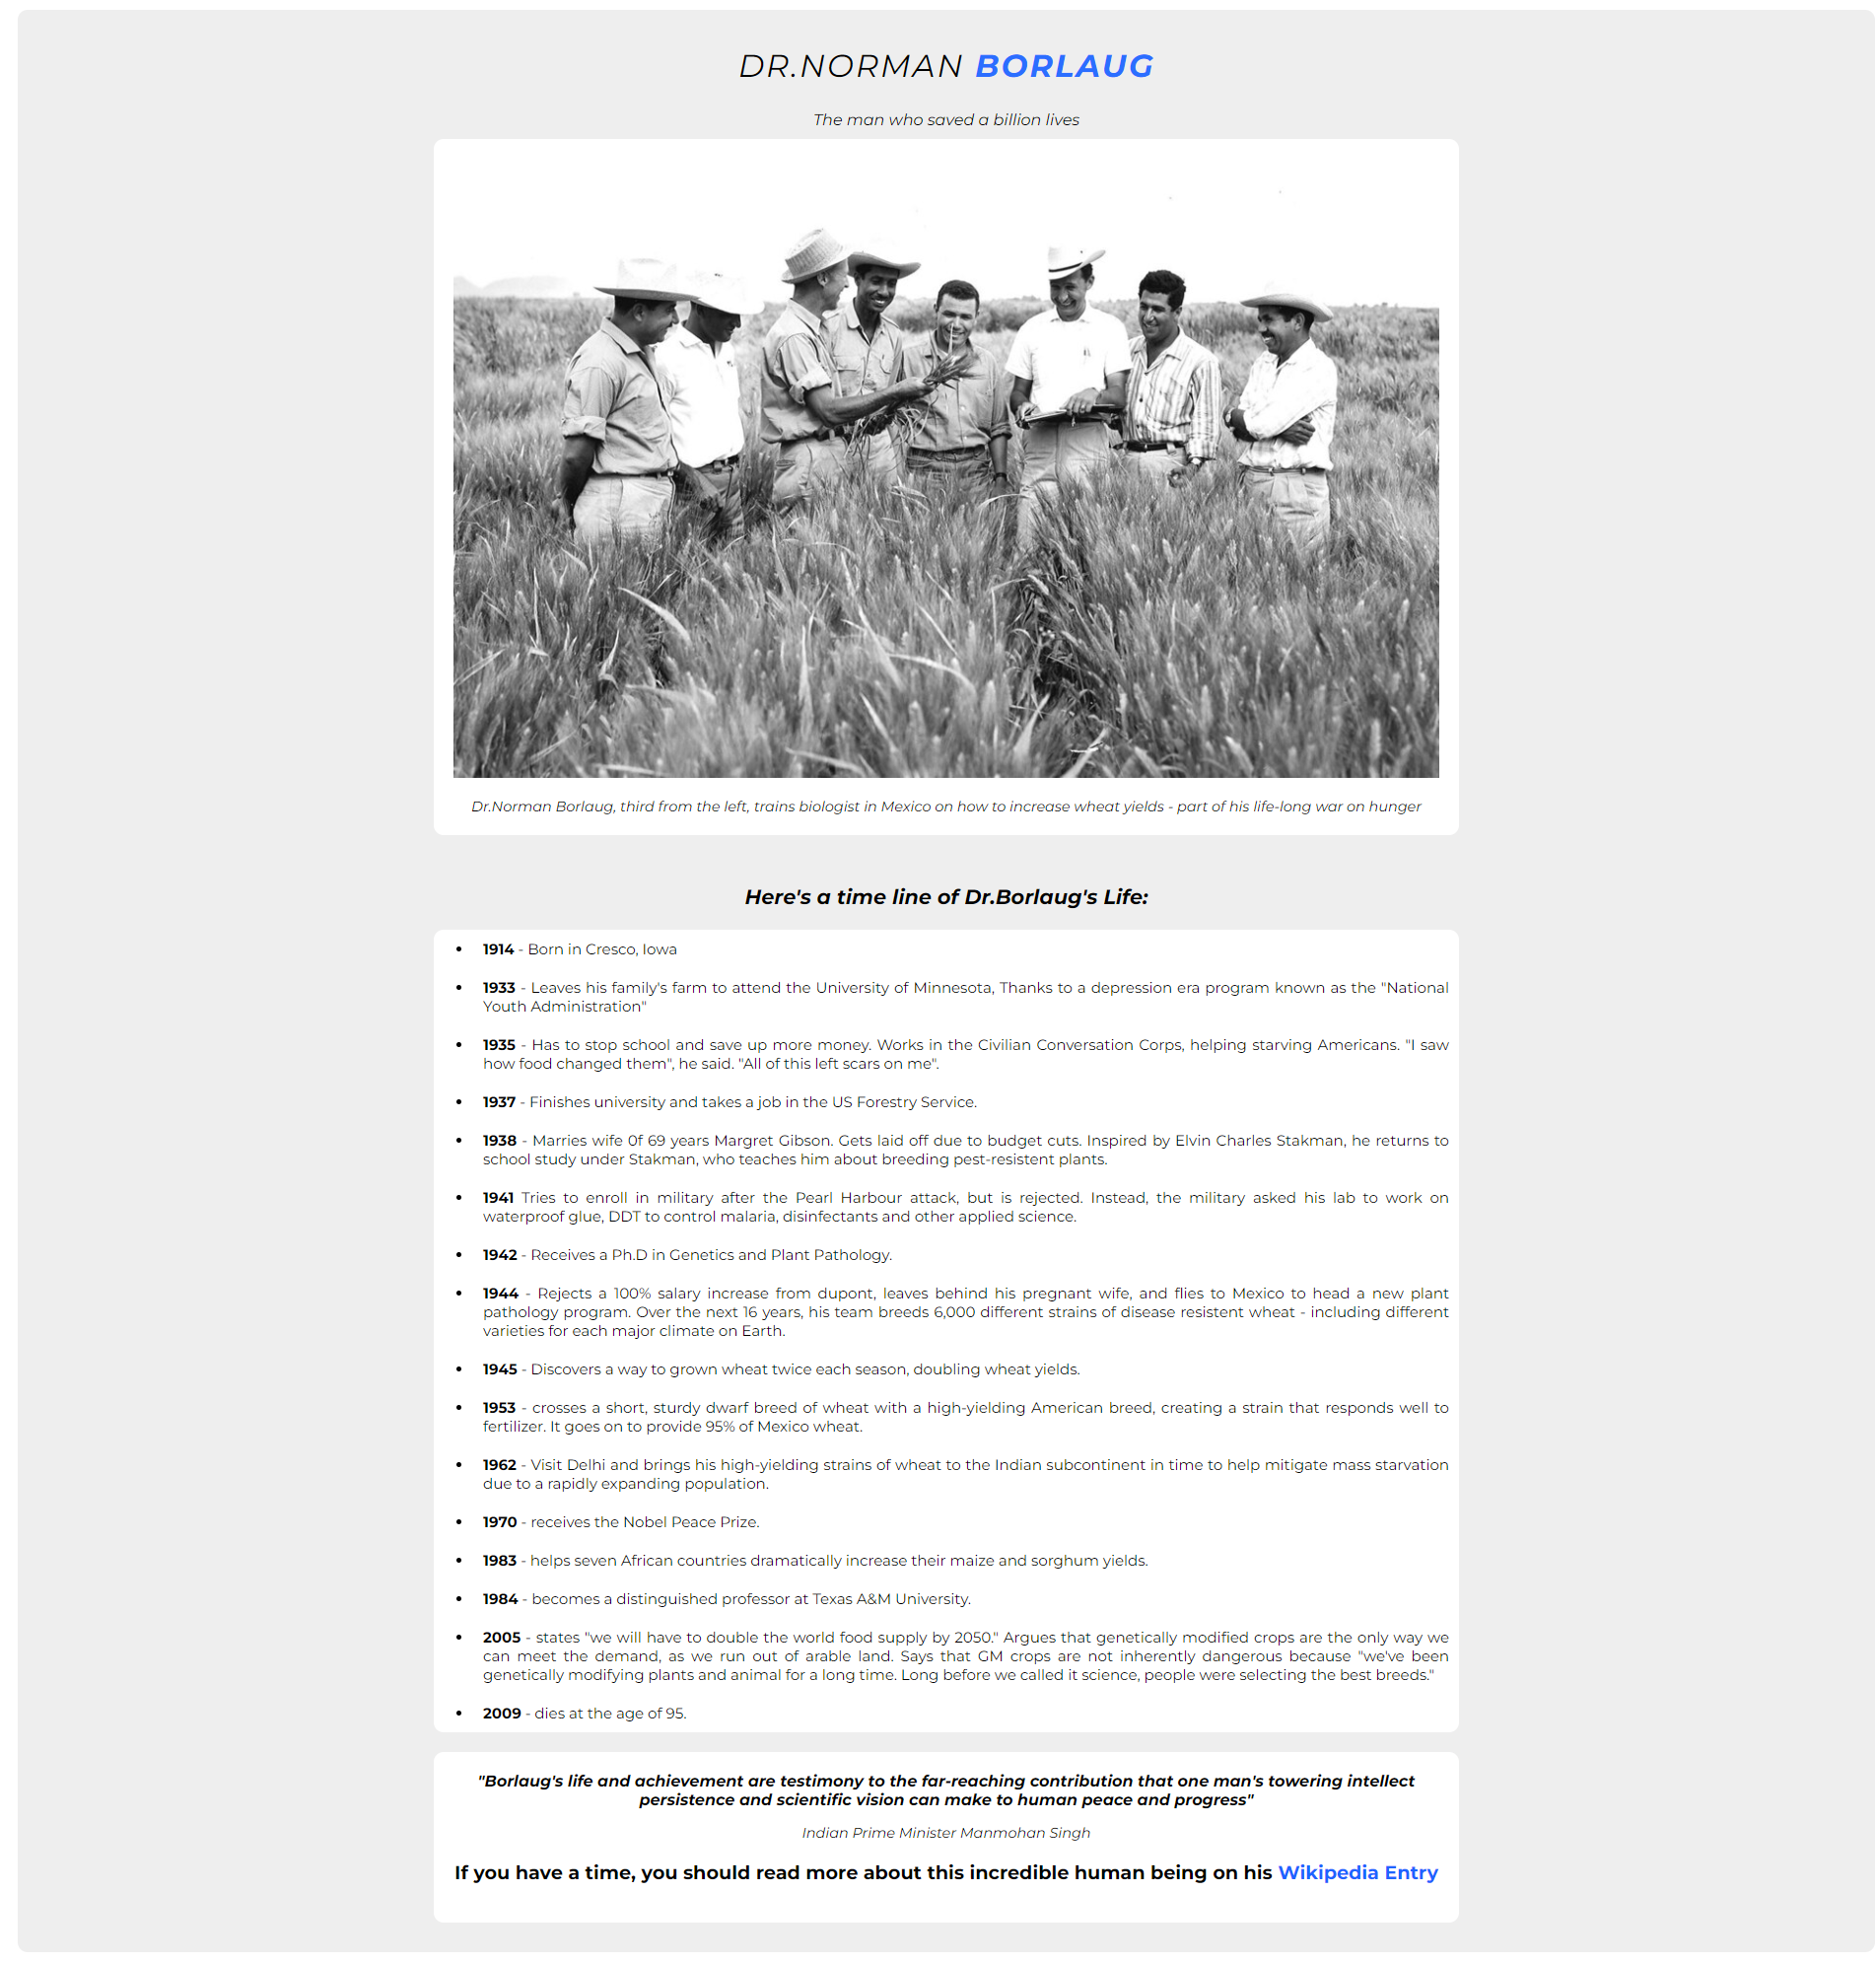 DR.NORMAN BORLAUG
The man who saved a billion lives
Dr.Norman Borlaug, third from the left, trains biologist in Mexico on how to increase wheat yields - part of his life-long war on hunger
Here's a time line of Dr.Borlaug's Life:
• 1914 - Born in Cresco, Iowa
• 1933 - Leaves his family's farm to attend the University of Minnesota, Thanks to a depression era program known as the "National
Youth Administration"
• 1935 - Has to stop school and save up more money. Works in the Civilian Conversation Corps, helping starving Americans. "I saw
how food changed them", he said. "All of this left scars on me".
• 1937 - Finishes university and takes a job in the US Forestry Service.
• 1938 - Marries wife 0f 69 years Margret Gibson. Gets laid off due to budget cuts. Inspired by Elvin Charles Stakman, he returns to
school study under Stakman, who teaches him about breeding pest-resistent plants.
• 1941 Tries to enroll in military after the Pearl Harbour attack, but is rejected. Instead, the military asked his lab to work on
waterproof glue, DDT to control malaria, disinfectants and other applied science.
• 1942 - Receives a Ph.D in Genetics and Plant Pathology.
• 1944 - Rejects a 100% salary increase from dupont, leaves behind his pregnant wife, and flies to Mexico to head a new plant
pathology program. Over the next 16 years, his team breeds 6,000 different strains of disease resistent wheat - including different
varieties for each major climate on Earth.
• 1945 - Discovers a way to grown wheat twice each season, doubling wheat yields.
• 1953 - crosses a short, sturdy dwarf breed of wheat with a high-yielding American breed, creating a strain that responds well to
fertilizer. It goes on to provide 95% of Mexico wheat.
• 1962 - Visit Delhi and brings his high-yielding strains of wheat to the Indian subcontinent in time to help mitigate mass starvation
due to a rapidly expanding population.
• 1970 - receives the Nobel Peace Prize.
• 1983 - helps seven African countries dramatically increase their maize and sorghum yields.
• 1984 - becomes a distinguished professor at Texas A&M University.
• 2005 - states "we will have to double the world food supply by 2050." Argues that genetically modified crops are the only way we
can meet the demand, as we run out of arable land. Says that GM crops are not inherently dangerous because "we've been
genetically modifying plants and animal for a long time. Long before we called it science, people were selecting the best breeds."
• 2009 - dies at the age of 95.
"Borlaug's life and achievement are testimony to the far-reaching contribution that one man's towering intellect
persistence and scientific vision can make to human peace and progress"
Indian Prime Minister Manmohan Singh
If you have a time, you should read more about this incredible human being on his Wikipedia Entry